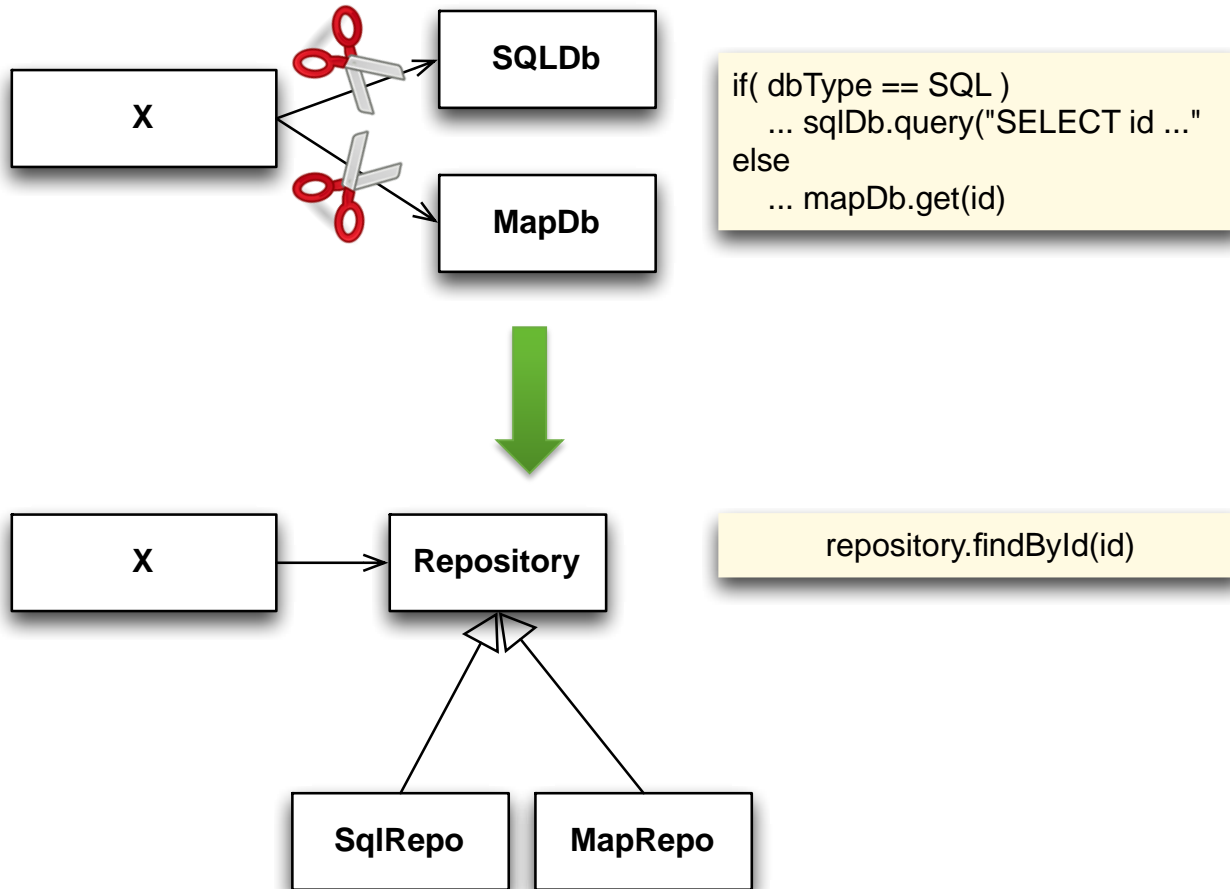 X
SQLDb
MapDb
if( dbType == SQL )
... sqlDb.query("SELECT id ..."
else
... mapDb.get(id)
X
Repository
repository.findById(id)
SqlRepo
MapRepo